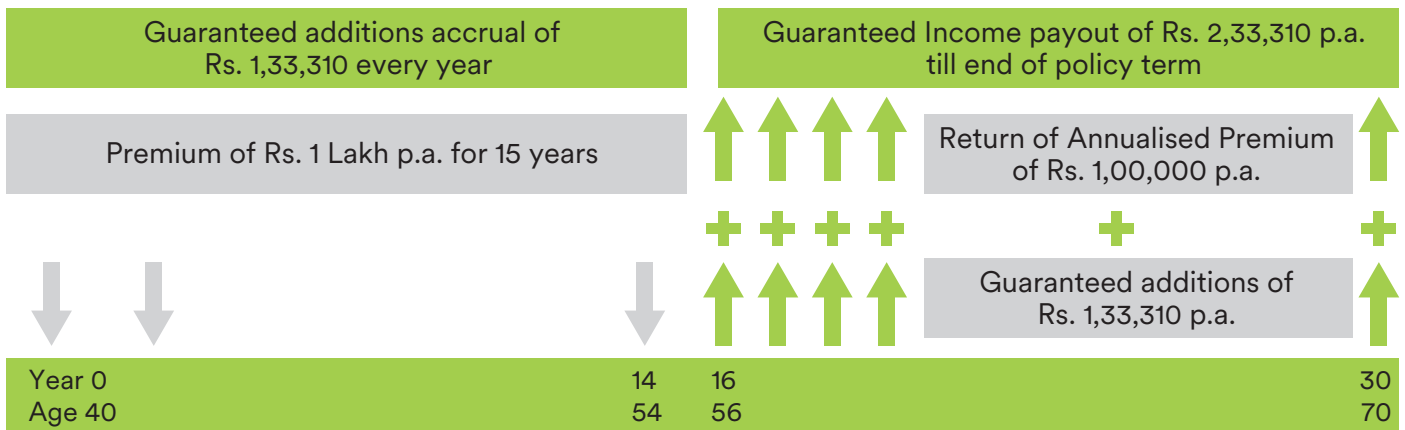 Guaranteed additions accrual of
Rs. 1,33,310 every year
Guaranteed Income payout of Rs. 2,33,310 p.a.
till end of policy term
Premium of Rs. 1 Lakh p.a. for 15 years
Return of Annualised Premium
of Rs. 1,00,000 p.a.
Guaranteed additions of
Rs. 1,33,310 p.a.
Year 0 14 16 30
Age 40 54 56 70